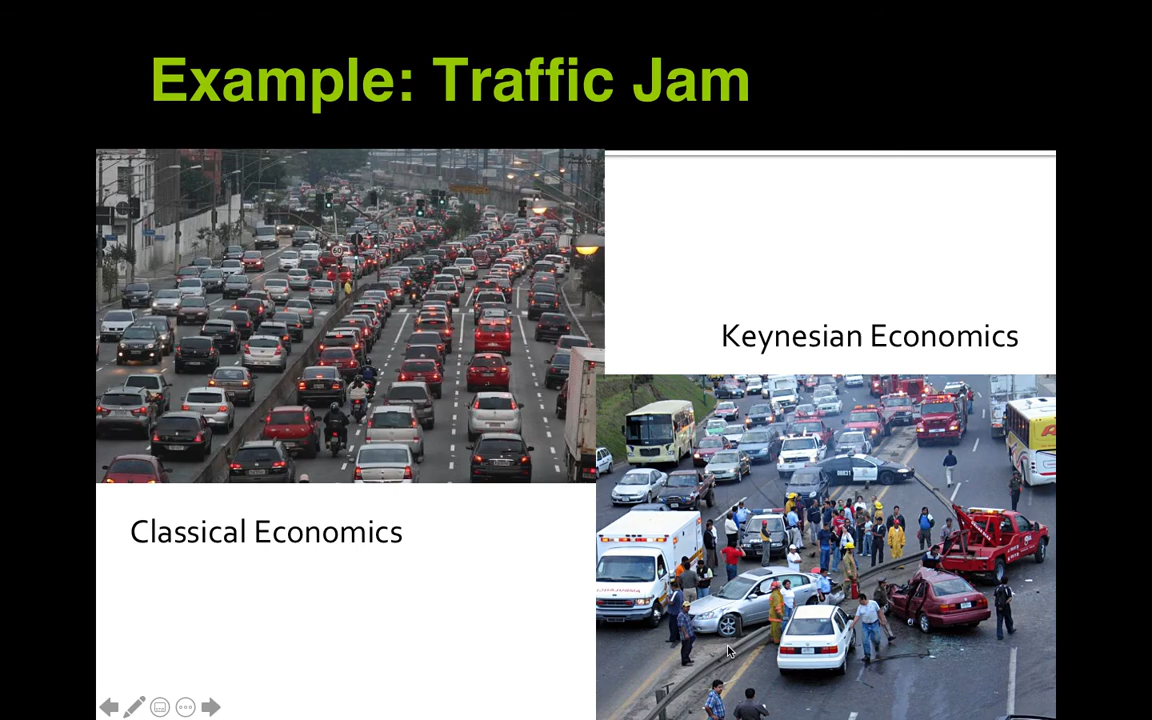 Example: Traffic Jam
Keynesian Economics
Classical Economics